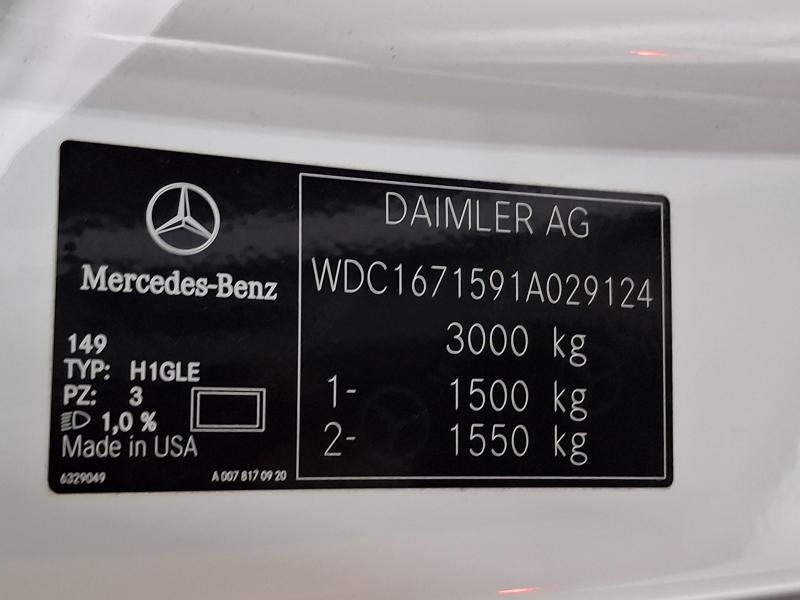 Mercedes-Benz
149
TYP: H1GLE
PZ: 3
1,0 %
Made in USA
6329049
A 007 817 09 20
DAIMLER AG
WDC1671591A029124
3000 kg
1- 1500 kg
2- 1550 kg